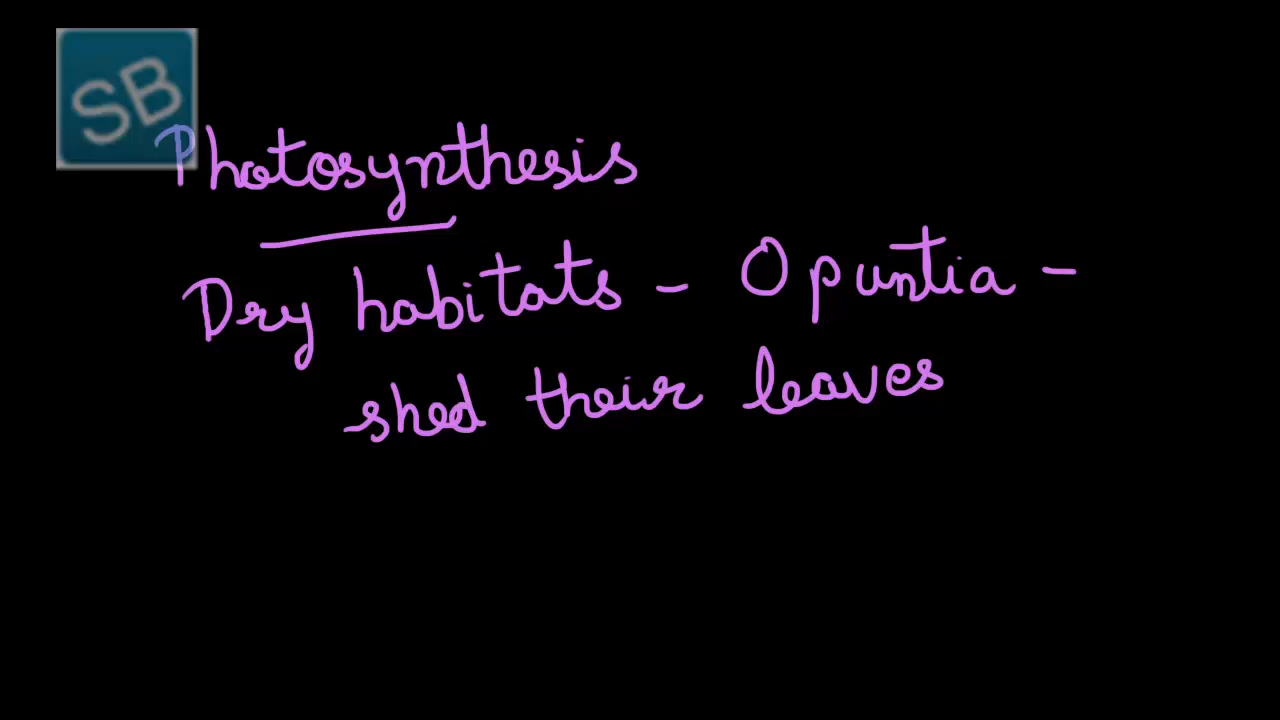 SB
Photosynthesis
Dry habitats - Opuntia -
shed their leaves